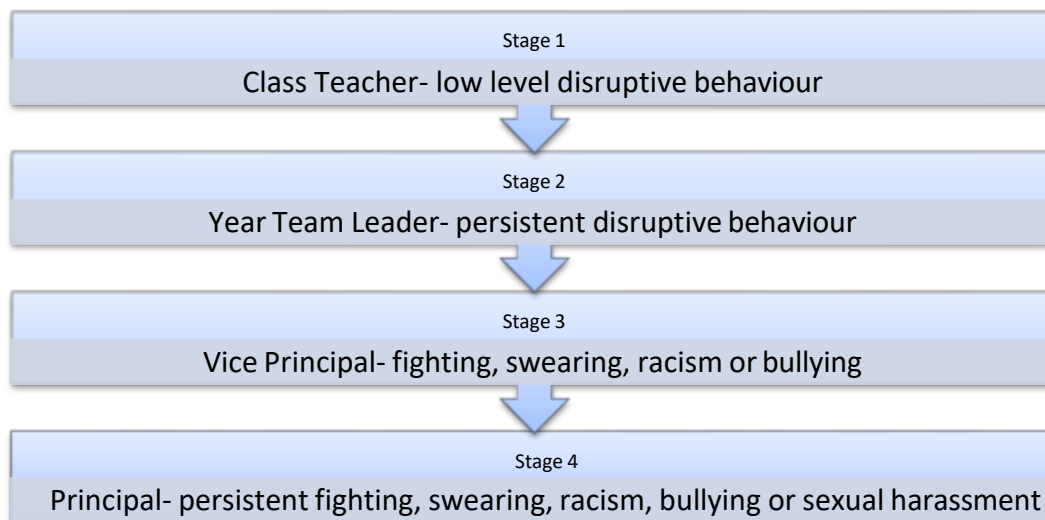 Stage 1
Class Teacher- low level disruptive behaviour
Stage 2
Year Team Leader- persistent disruptive behaviour
Stage 3
Vice Principal- fighting, swearing, racism or bullying
Stage 4
Principal- persistent fighting, swearing, racism, bullying or sexual harassment